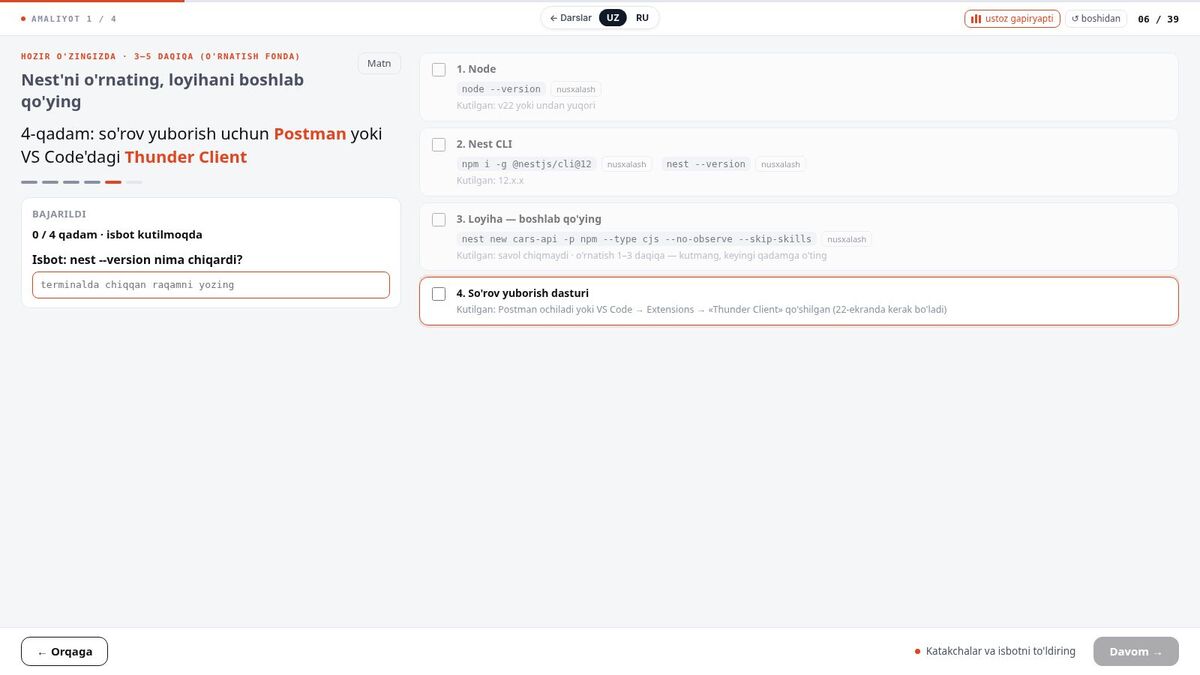 AMALIYOT 1 / 4
← Darslar
UZ
RU
ustoz gapiryapti
↺ boshidan
06 / 39
HOZIR O'ZINGIZDA · 3–5 DAQIQA (O'RNATISH FONDA)
Matn
Nest'ni o'rnating, loyihani boshlab
qo'ying
4-qadam: so'rov yuborish uchun Postman yoki
VS Code'dagi Thunder Client
BAJARILDI
0 / 4 qadam · isbot kutilmoqda
Isbot: nest --version nima chiqardi?
terminalda chiqqan raqamni yozing
1. Node
node --version nusxalash
Kutilgan: v22 yoki undan yuqori
2. Nest CLI
npm i -g @nestjs/cli@12 nusxalash nest --version nusxalash
Kutilgan: 12.x.x
3. Loyiha — boshlab qo'ying
nest new cars-api -p npm --type cjs --no-observe --skip-skills nusxalash
Kutilgan: savol chiqmaydi · o'rnatish 1–3 daqiqa — kutmang, keyingi qadamga o'ting
4. So'rov yuborish dasturi
Kutilgan: Postman ochiladi yoki VS Code → Extensions → «Thunder Client» qo'shilgan (22-ekranda kerak bo'ladi)
← Orqaga
Katakchalar va isbotni to'ldiring
Davom →